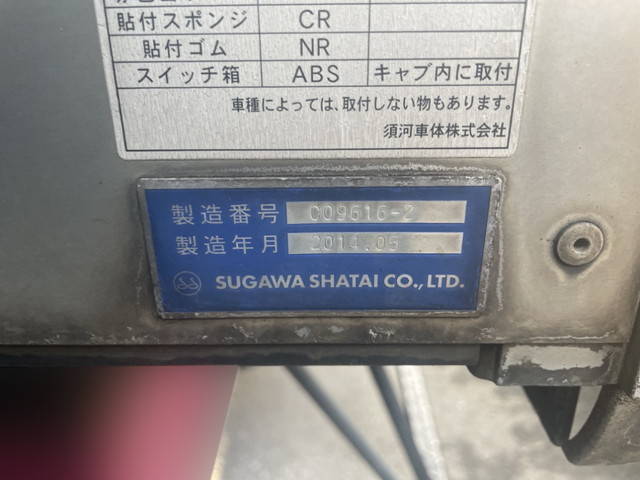 貼付スポンジ CR
貼付ゴム NR
スイッチ箱 ABS キャブ内に取付
車種によっては、取付しない物もあります。
須河車体株式会社
製造番号 009616-2
製造年月 2014.05
SUGAWA SHATAI CO., LTD.